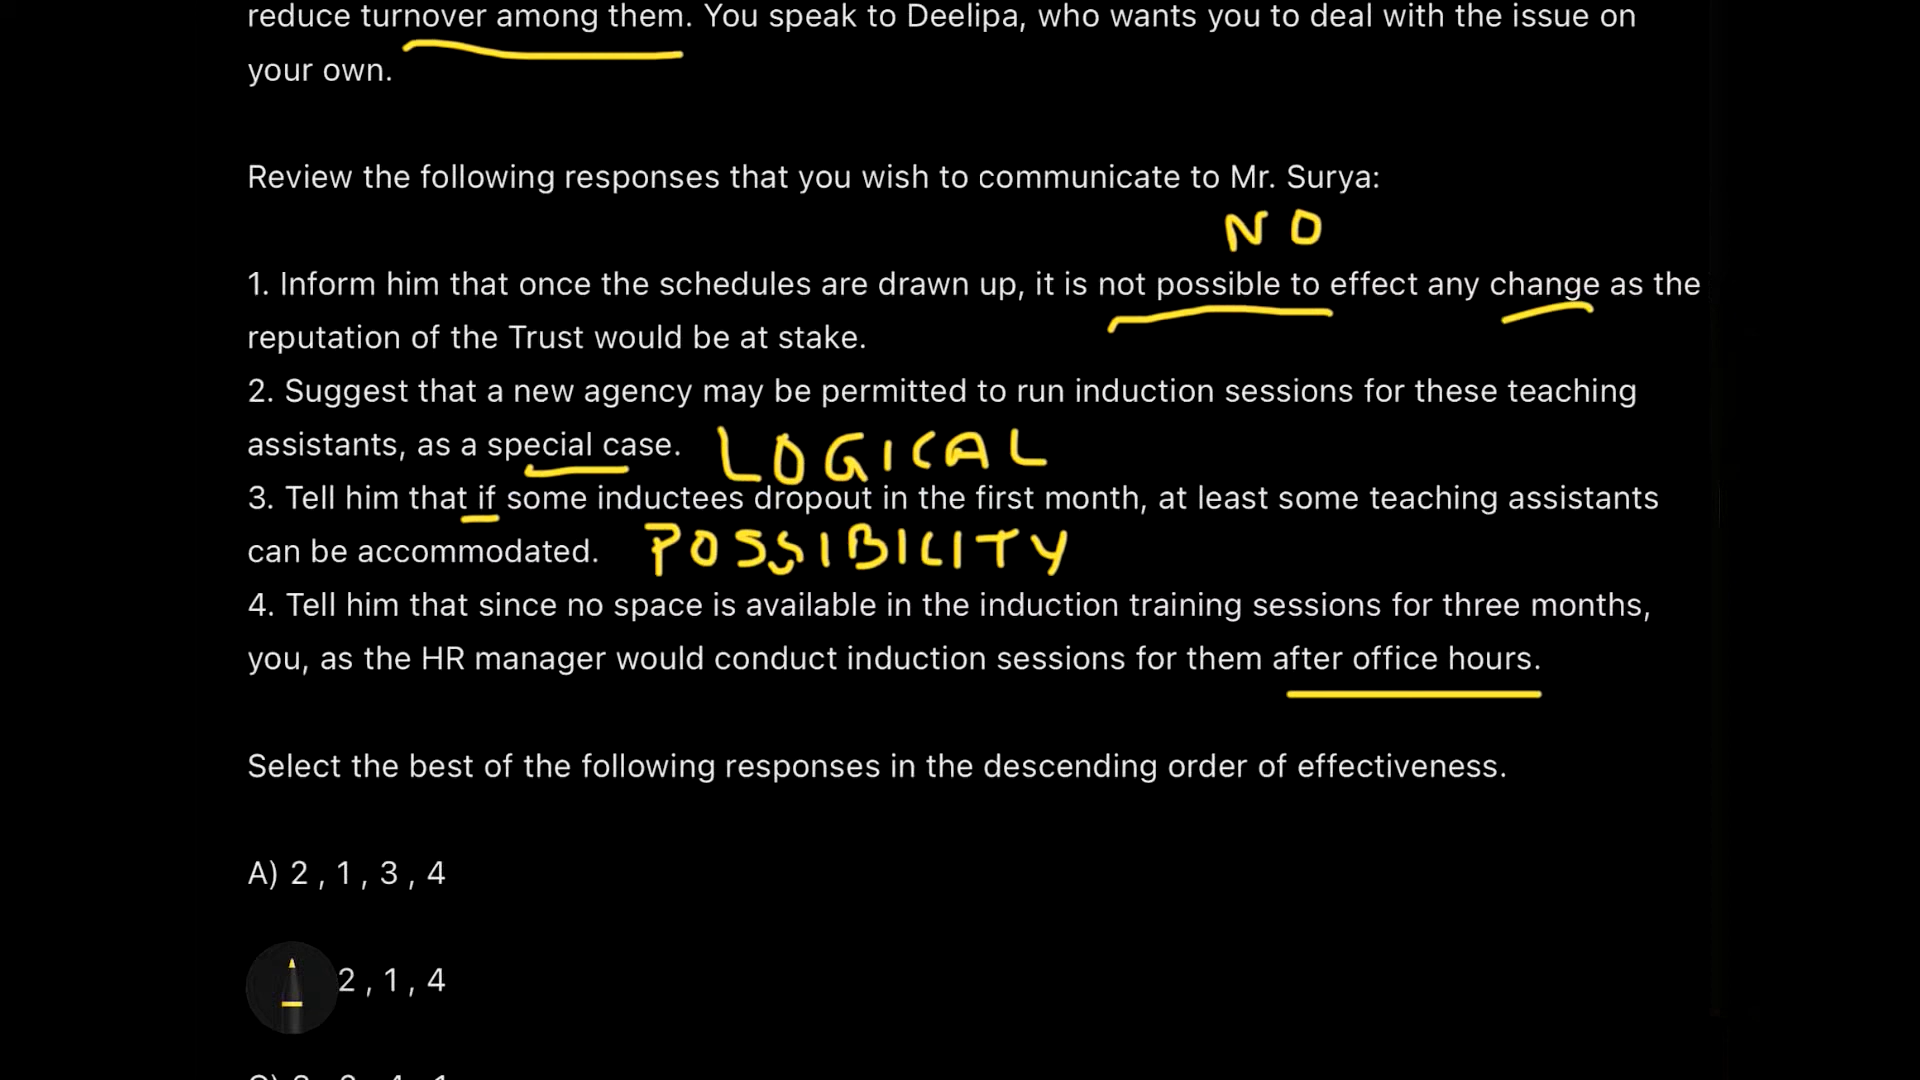 reduce turnover among them. You speak to Deelipa, who wants you to deal with the issue on
your own.
Review the following responses that you wish to communicate to Mr. Surya:
NO
1. Inform him that once the schedules are drawn up, it is not possible to effect any change as the
reputation of the Trust would be at stake.
2. Suggest that a new agency may be permitted to run induction sessions for these teaching
assistants, as a special case. LOGICAL
3. Tell him that if some inductees dropout in the first month, at least some teaching assistants
can be accommodated. POSSIBILITY
4. Tell him that since no space is available in the induction training sessions for three months,
you, as the HR manager would conduct induction sessions for them after office hours.
Select the best of the following responses in the descending order of effectiveness.
A) 2 , 1 , 3 , 4
2 , 1 , 4